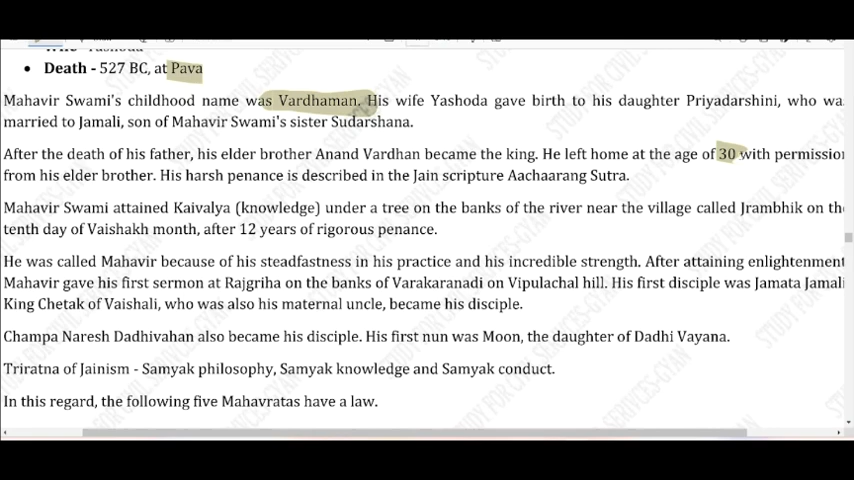 Wife - Yashoda
• Death - 527 BC, at Pava
Mahavir Swami's childhood name was Vardhaman. His wife Yashoda gave birth to his daughter Priyadarshini, who wa
married to Jamali, son of Mahavir Swami's sister Sudarshana.
After the death of his father, his elder brother Anand Vardhan became the king. He left home at the age of 30 with permission
from his elder brother. His harsh penance is described in the Jain scripture Aachaarang Sutra.
Mahavir Swami attained Kaivalya (knowledge) under a tree on the banks of the river near the village called Jrambhik on th
tenth day of Vaishakh month, after 12 years of rigorous penance.
He was called Mahavir because of his steadfastness in his practice and his incredible strength. After attaining enlightenment
Mahavir gave his first sermon at Rajgriha on the banks of Varakaranadi on Vipulachal hill. His first disciple was Jamata Jamali
King Chetak of Vaishali, who was also his maternal uncle, became his disciple.
Champa Naresh Dadhivahan also became his disciple. His first nun was Moon, the daughter of Dadhi Vayana.
Triratna of Jainism - Samyak philosophy, Samyak knowledge and Samyak conduct.
In this regard, the following five Mahavratas have a law.